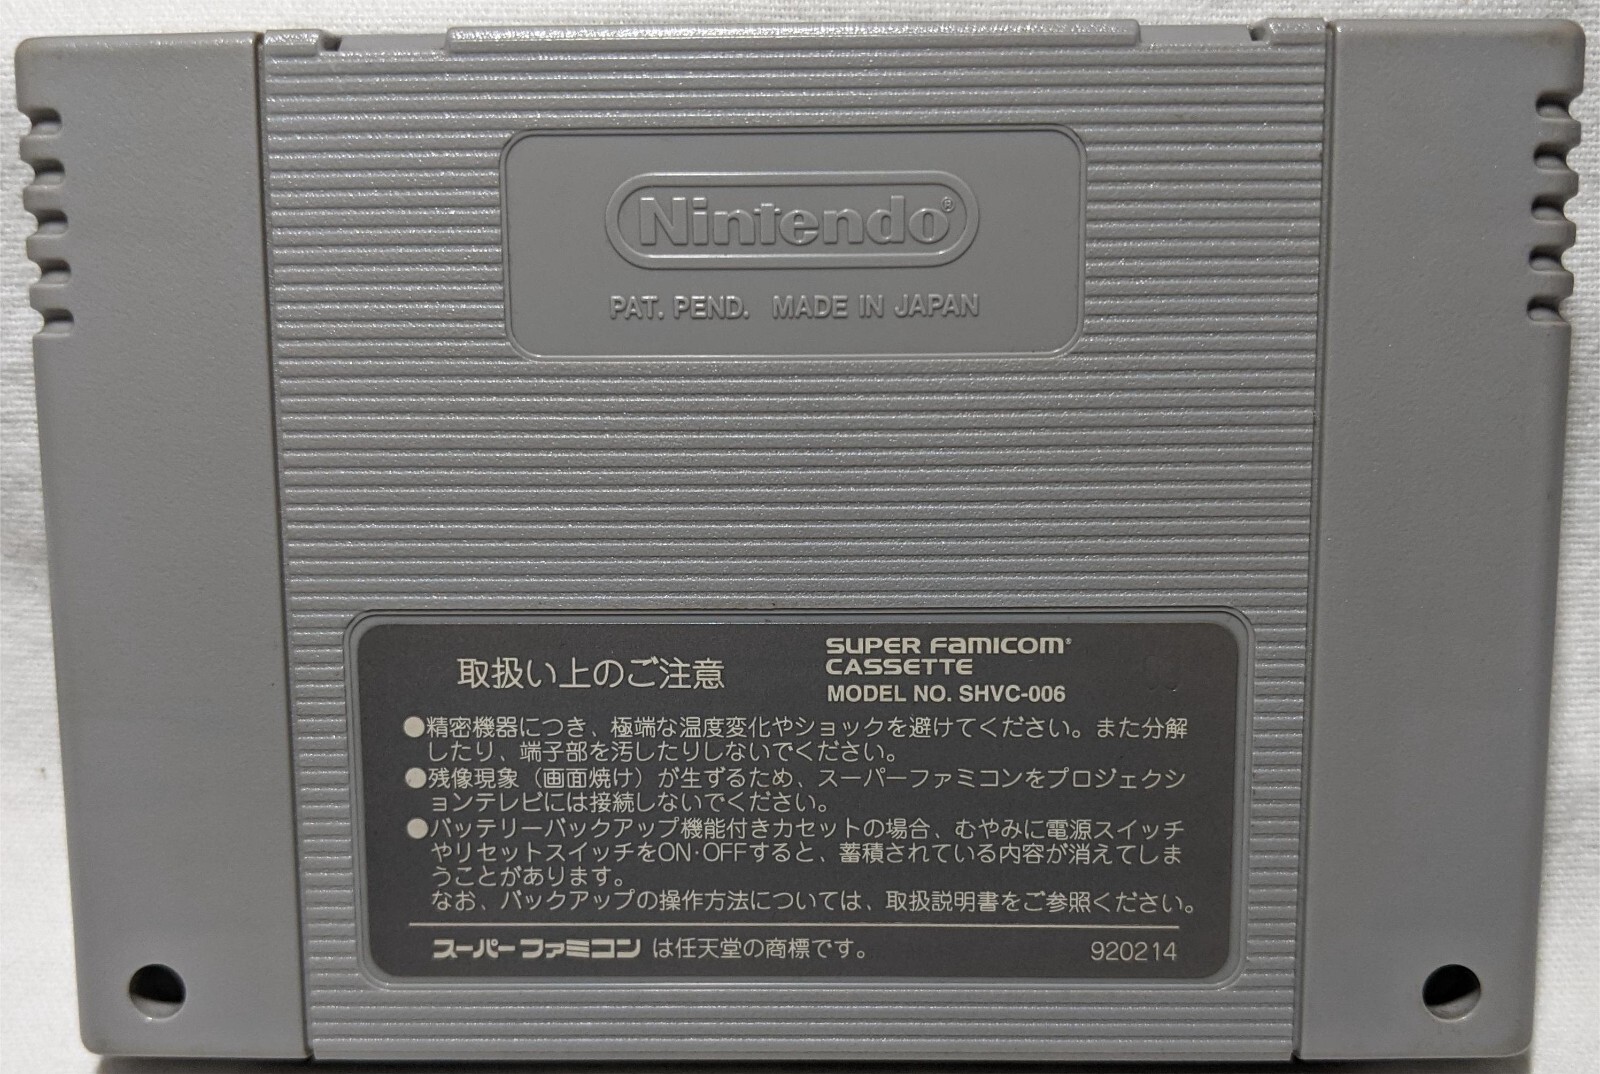 Nintendo®
PAT. PEND. MADE IN JAPAN
取扱い上のご注意
SUPER FAMICOM®
CASSETTE
MODEL NO. SHVC-006
●精密機器につき、極端な温度変化やショックを避けてください。また分解
したり、端子部を汚したりしないでください。
●残像現象（画面焼け）が生ずるため、スーパーファミコンをプロジェクシ
ョンテレビには接続しないでください。
●バッテリーバックアップ機能付きカセットの場合、むやみに電源スイッチ
やリセットスイッチをON·OFFすると、蓄積されている内容が消えてしま
うことがあります。
なお、バックアップの操作方法については、取扱説明書をご参照ください。
スーパーファミコン は任天堂の商標です。
920214